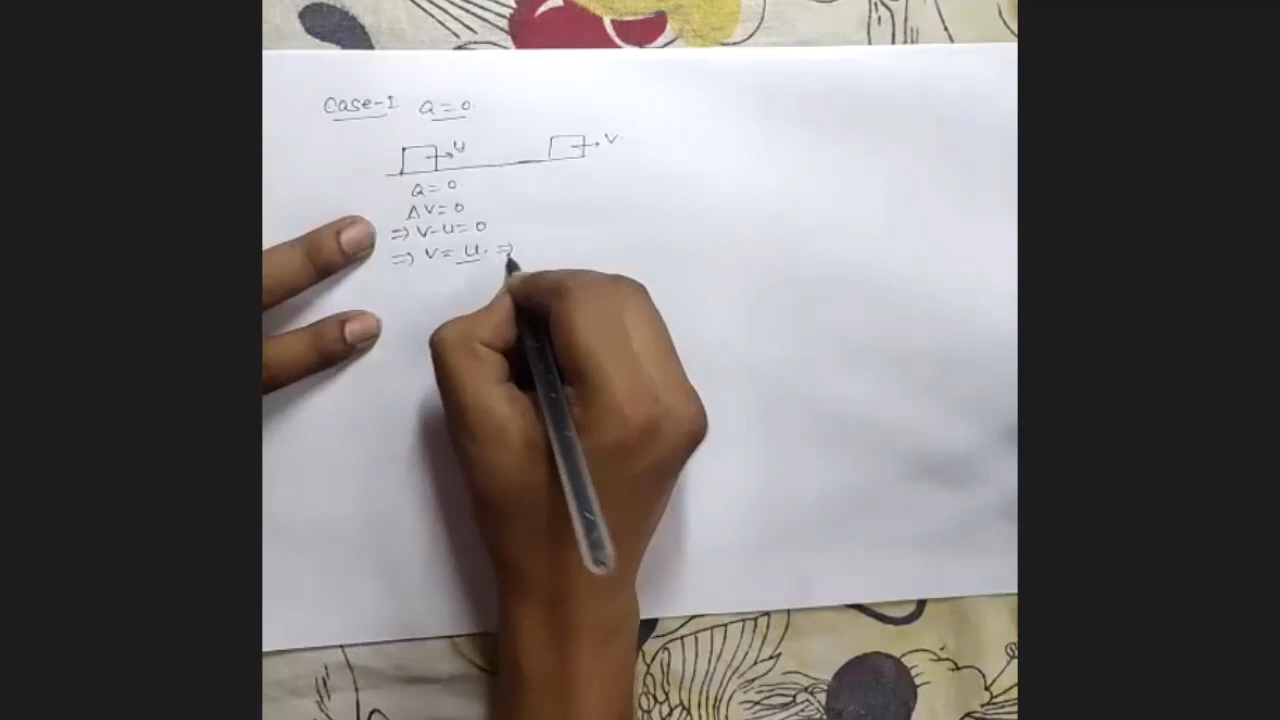 Case-I a = 0.
u v.
a = 0
Δv = 0
⇒ v-u = 0
⇒ v = u. ⇒